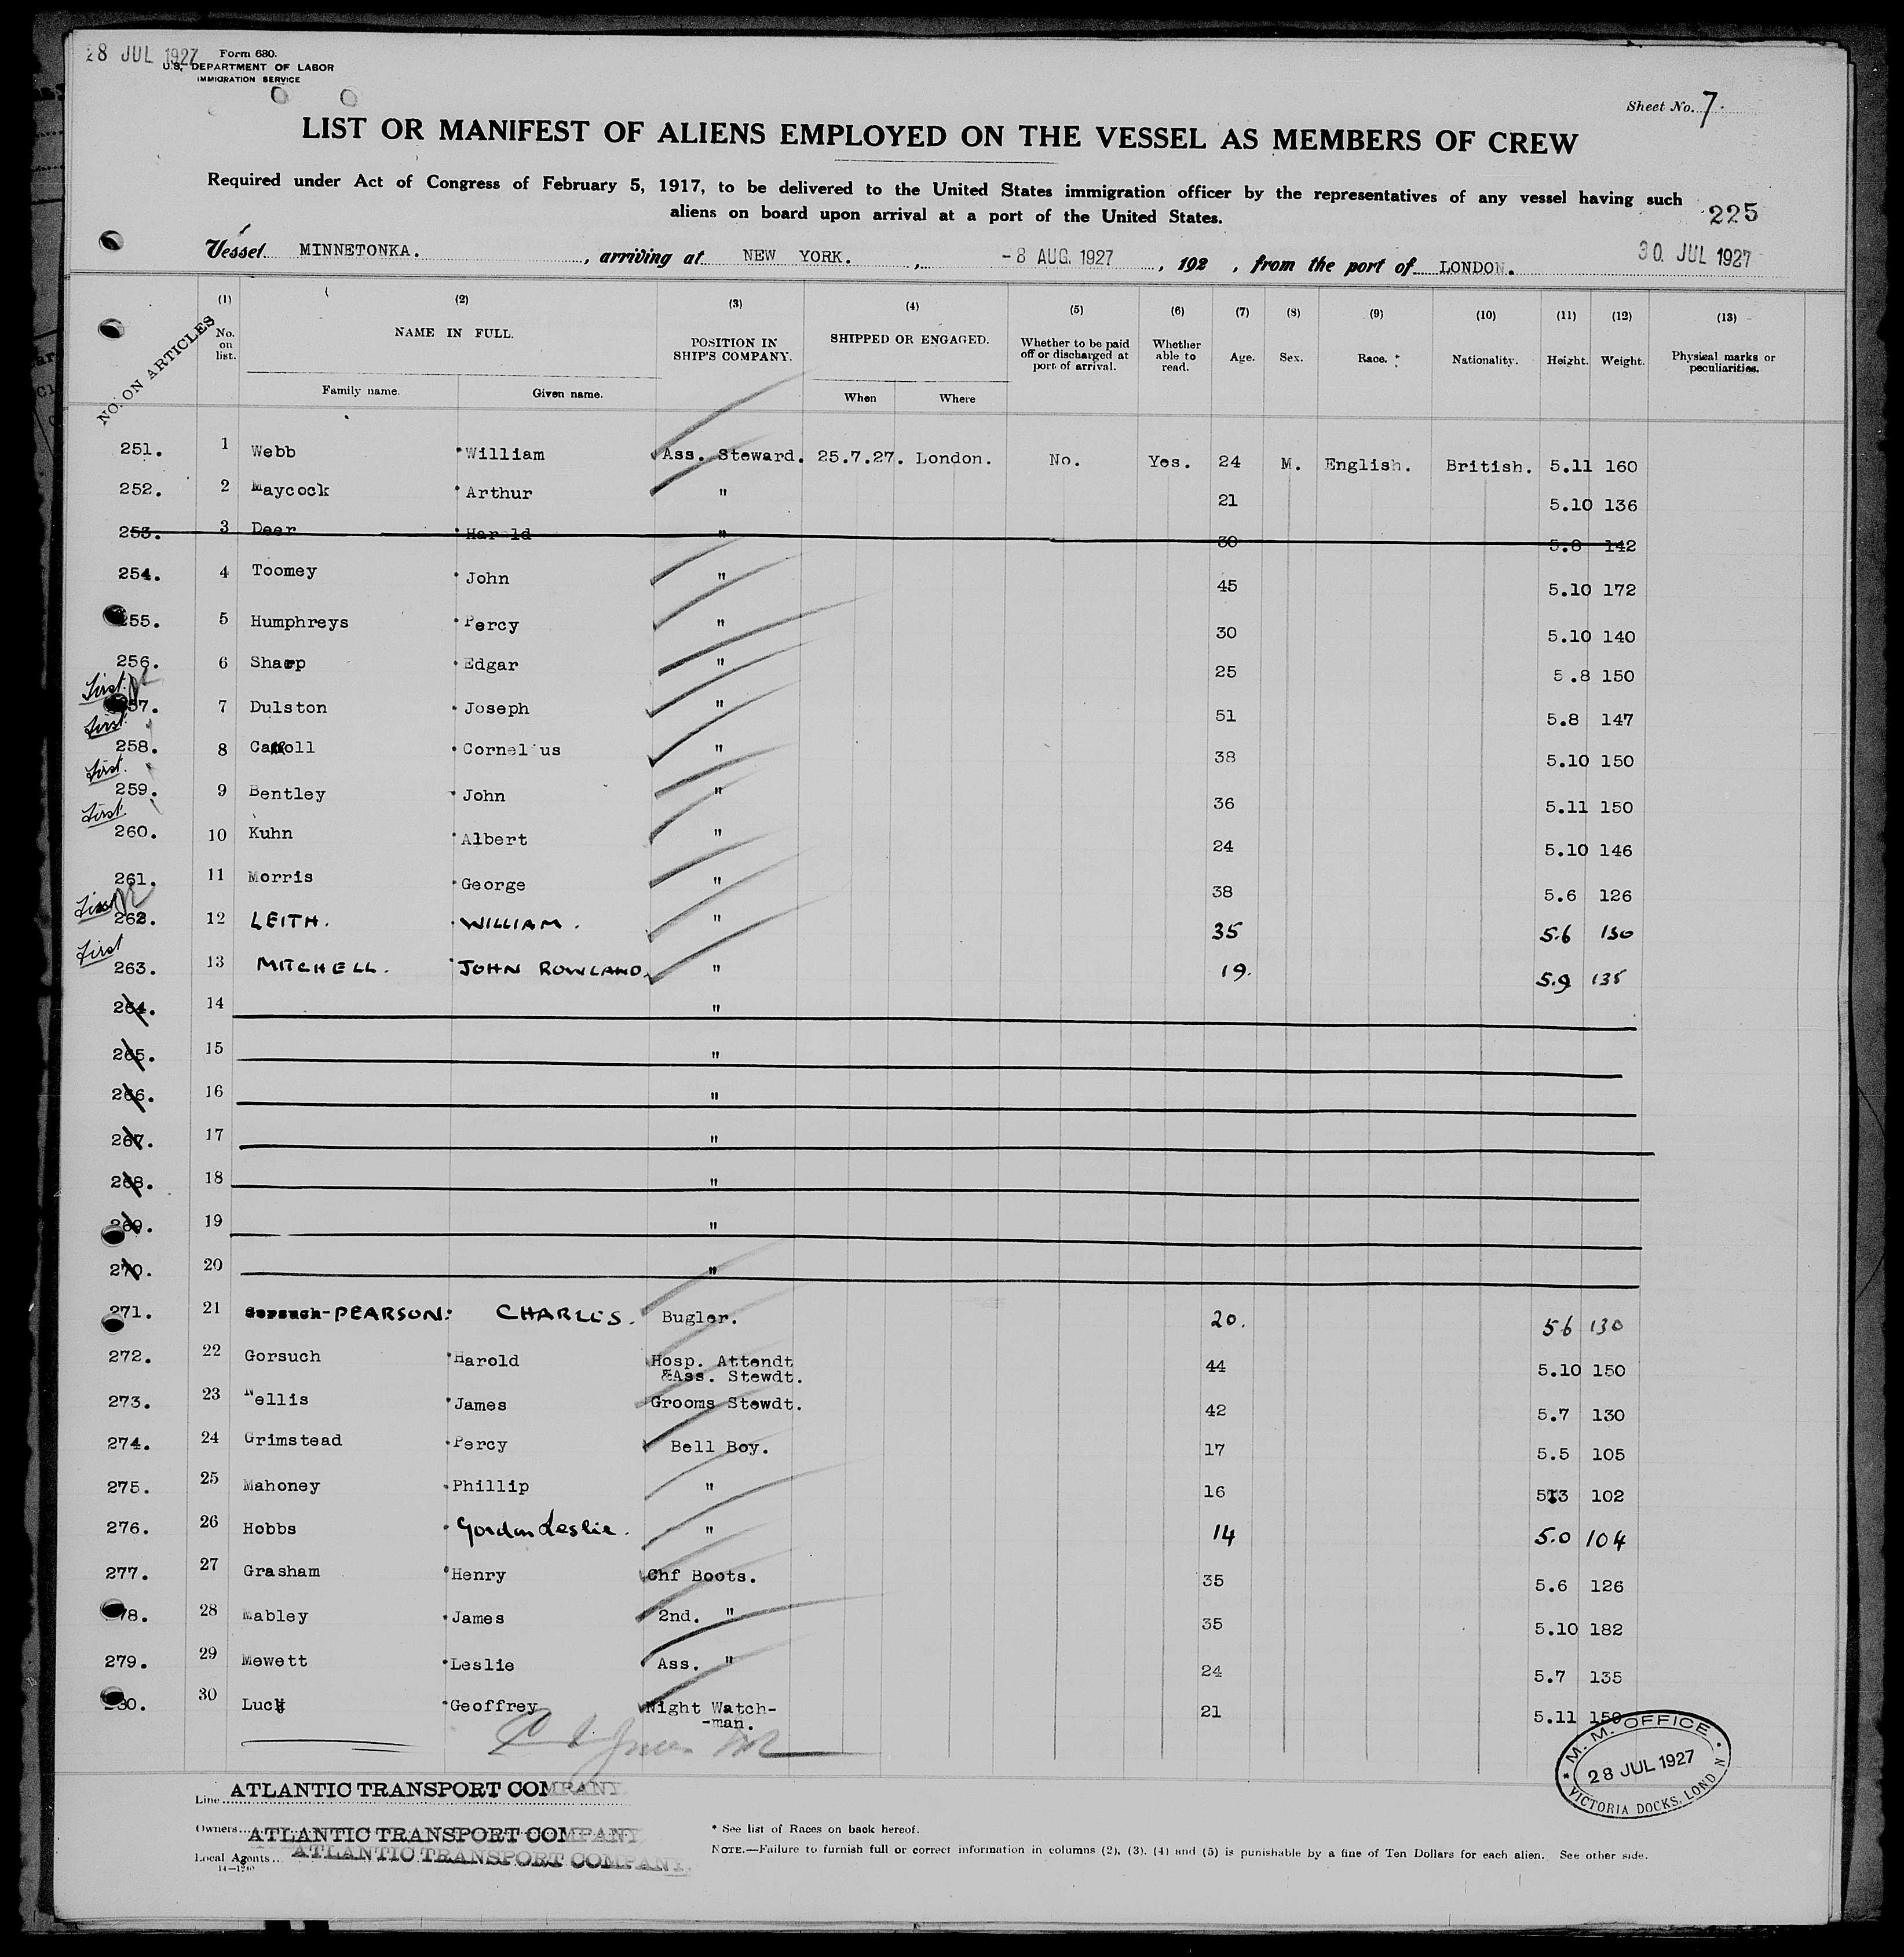 28 JUL 1927
Form 680.
U.S. DEPARTMENT OF LABOR
IMMIGRATION SERVICE
Sheet No. 7.
LIST OR MANIFEST OF ALIENS EMPLOYED ON THE VESSEL AS MEMBERS OF CREW
Required under Act of Congress of February 5, 1917, to be delivered to the United States immigration officer by the representatives of any vessel having such
aliens on board upon arrival at a port of the United States.
225
Vessel MINNETONKA. , arriving at NEW YORK. , -8 AUG. 1927 , 192 , from the port of LONDON. 30 JUL 1927
NO. ON ARTICLES
(1) (2) (3) (4) (5) (6) (7) (8) (9) (10) (11) (12) (13)
No. on list. NAME IN FULL. POSITION IN SHIP'S COMPANY. SHIPPED OR ENGAGED. Whether to be paid off or discharged at port of arrival. Whether able to read. Age. Sex. Race. * Nationality. Height. Weight. Physical marks or peculiarities.
Family name. Given name. When Where
251. 1 Webb William Ass. Steward. 25.7.27. London. No. Yes. 24 M. English. British. 5.11 160
252. 2 Maycock Arthur " 21 5.10 136
253. 3 Deer Harold " 30 5.8 142
254. 4 Toomey John " 45 5.10 172
255. 5 Humphreys Percy " 30 5.10 140
256. 6 Sharp Edgar " 25 5.8 150
First
257. 7 Dulston Joseph " 51 5.8 147
First
258. 8 Carroll Cornelius " 38 5.10 150
First.
259. 9 Bentley John " 36 5.11 150
First.
260. 10 Kuhn Albert " 24 5.10 146
261. 11 Morris George " 38 5.6 126
First
262. 12 LEITH. WILLIAM. " 35 5.6 130
First
263. 13 MITCHELL. JOHN ROWLAND. " 19. 5.9 135
264. 14 "
265. 15 "
266. 16 "
267. 17 "
268. 18 "
269. 19 "
270. 20 "
271. 21 Gorsuch- PEARSON: CHARLES. Bugler. 20. 5 6 130
272. 22 Gorsuch Harold Hosp. Attendt 44 5.10 150
&Ass. Stewdt.
273. 23 Nellis James Grooms Stewdt. 42 5.7 130
274. 24 Grimstead Percy Bell Boy. 17 5.5 105
275. 25 Mahoney Phillip " 16 5.3 102
276. 26 Hobbs Gordon Leslie. " 14 5.0 104
277. 27 Grasham Henry Chf Boots. 35 5.6 126
278. 28 Mabley James 2nd. " 35 5.10 182
279. 29 Mewett Leslie Ass. " 24 5.7 135
280. 30 Luck Geoffrey Night Watch- 21 5.11 150
-man.
M. M. OFFICE
28 JUL 1927
VICTORIA DOCKS, LONDON
Line ATLANTIC TRANSPORT COMPANY.
Owners ATLANTIC TRANSPORT COMPANY
Local Agents ATLANTIC TRANSPORT COMPANY.
14—1240
* See list of Races on back hereof.
NOTE.—Failure to furnish full or correct information in columns (2), (3), (4) and (5) is punishable by a fine of Ten Dollars for each alien. See other side.